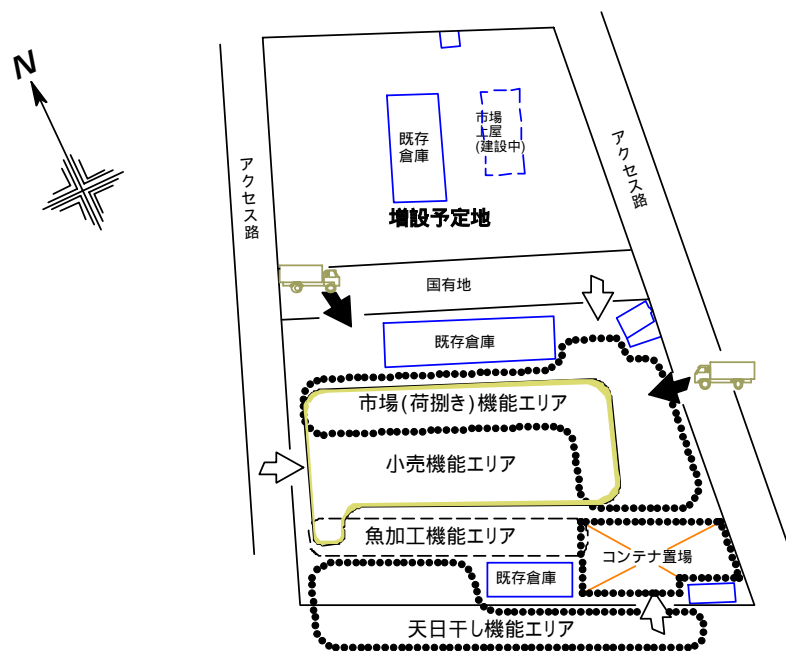 N
市場
上屋
(建設中)
既存
倉庫
アクセス路
アクセス路
増設予定地
国有地
既存倉庫
市場(荷捌き)機能エリア
小売機能エリア
魚加工機能エリア
コンテナ置場
既存倉庫
天日干し機能エリア